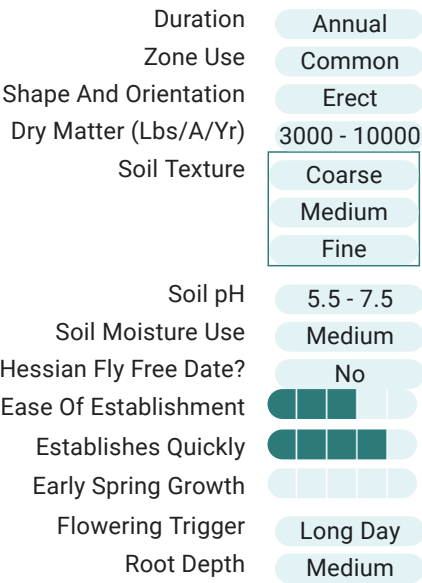 Duration Annual
Zone Use Common
Shape And Orientation Erect
Dry Matter (Lbs/A/Yr) 3000 - 10000
Soil Texture Coarse
Medium
Fine
Soil pH 5.5 - 7.5
Soil Moisture Use Medium
Hessian Fly Free Date? No
Ease Of Establishment
Establishes Quickly
Early Spring Growth
Flowering Trigger Long Day
Root Depth Medium